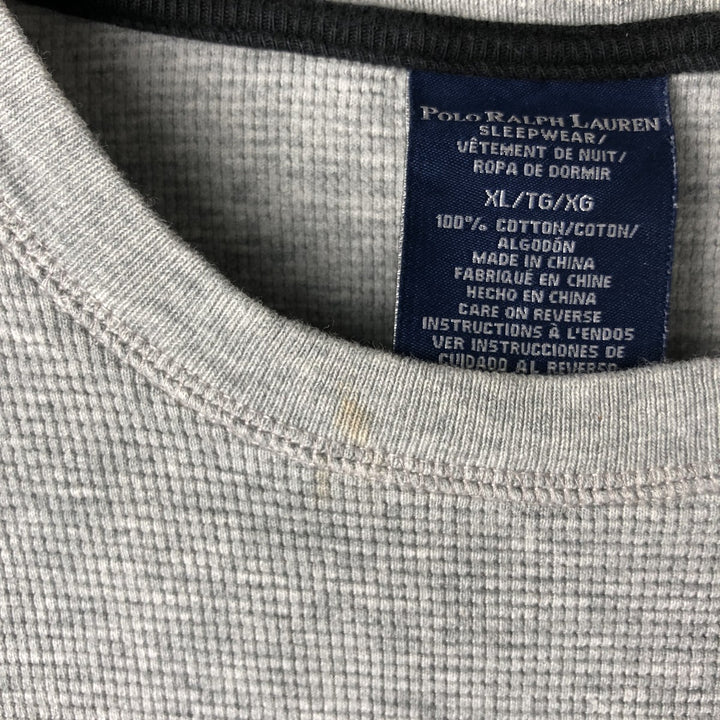 POLO RALPH LAUREN
SLEEPWEAR/
VÊTEMENT DE NUIT/
ROPA DE DORMIR
XL/TG/XG
100% COTTON/COTON/
ALGODÓN
MADE IN CHINA
FABRIQUÉ EN CHINE
HECHO EN CHINA
CARE ON REVERSE
INSTRUCTIONS À L'ENDOS
VER INSTRUCCIONES DE
CUIDADO AL REVERSO